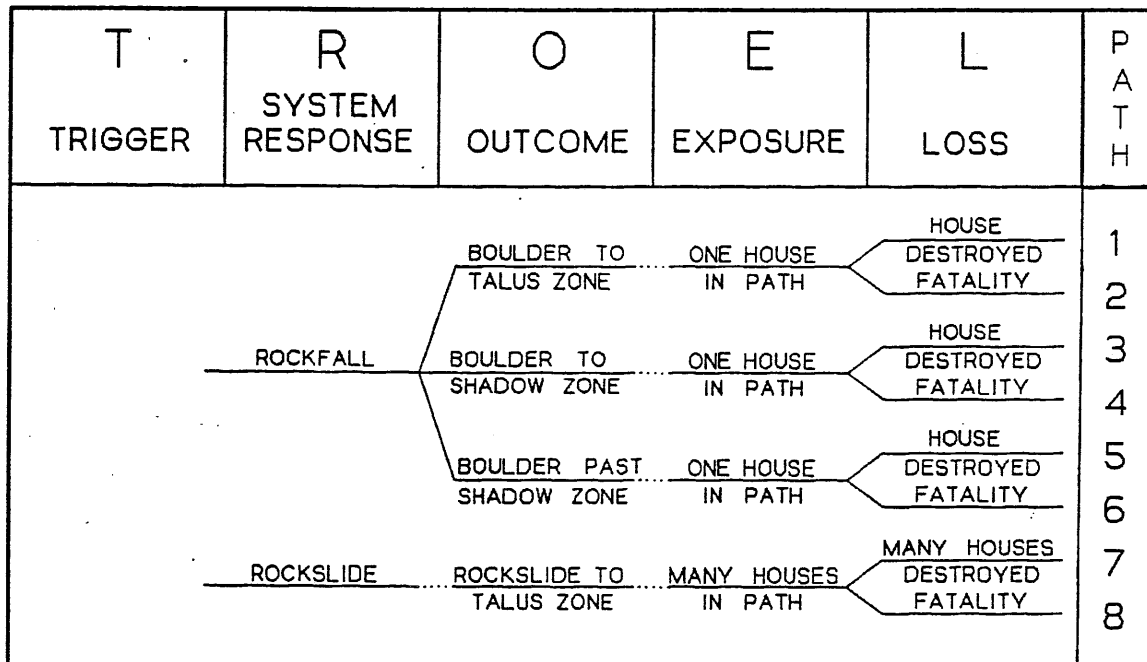 T R O E L PATH
SYSTEM
TRIGGER RESPONSE OUTCOME EXPOSURE LOSS
HOUSE 1
BOULDER TO ONE HOUSE DESTROYED
TALUS ZONE IN PATH FATALITY 2
HOUSE 3
ROCKFALL BOULDER TO ONE HOUSE DESTROYED
SHADOW ZONE IN PATH FATALITY 4
HOUSE 5
BOULDER PAST ONE HOUSE DESTROYED
SHADOW ZONE IN PATH FATALITY 6
MANY HOUSES 7
ROCKSLIDE ROCKSLIDE TO MANY HOUSES DESTROYED
TALUS ZONE IN PATH FATALITY 8